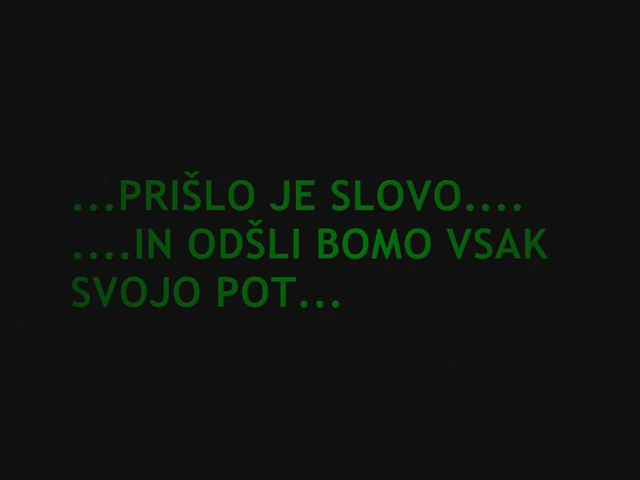 ...PRIŠLO JE SLOVO....
....IN ODŠLI BOMO VSAK
SVOJO POT...